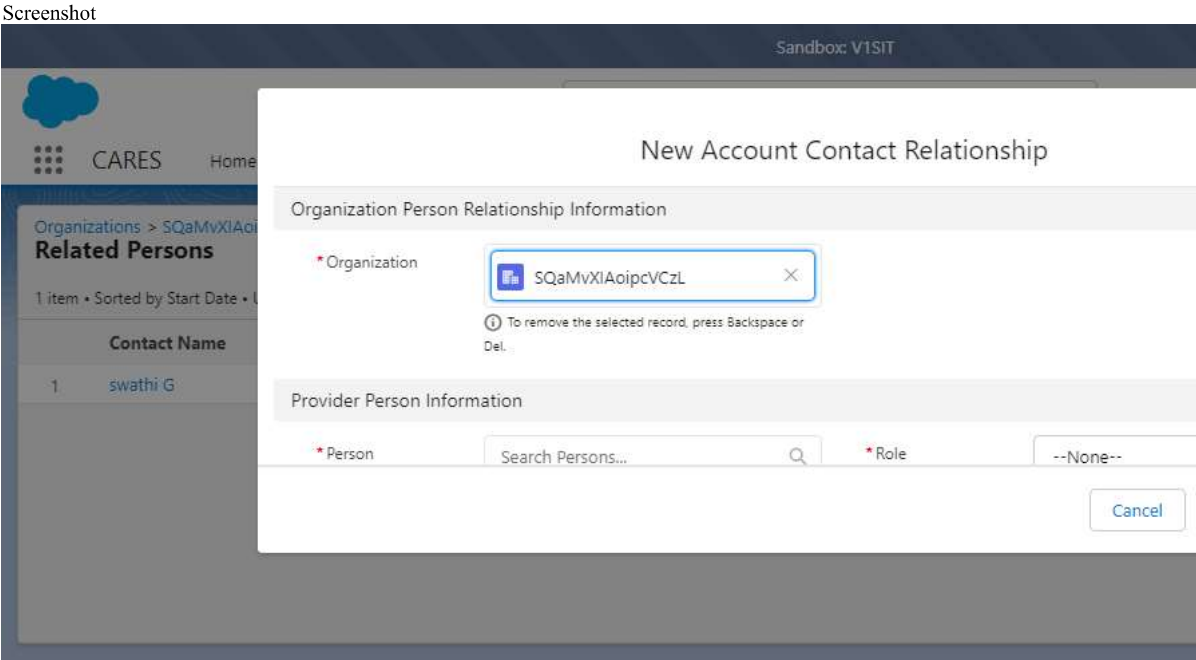 Screenshot
Sandbox: V1SIT
CARES Home
New Account Contact Relationship
Organization Person Relationship Information
Organizations > SQaMvXIAoi
Related Persons
* Organization
SQaMvXIAoipcVCzL
1 item • Sorted by Start Date •
To remove the selected record, press Backspace or
Del.
Contact Name
1 swathi G
Provider Person Information
* Person
Search Persons...
* Role
--None--
Cancel